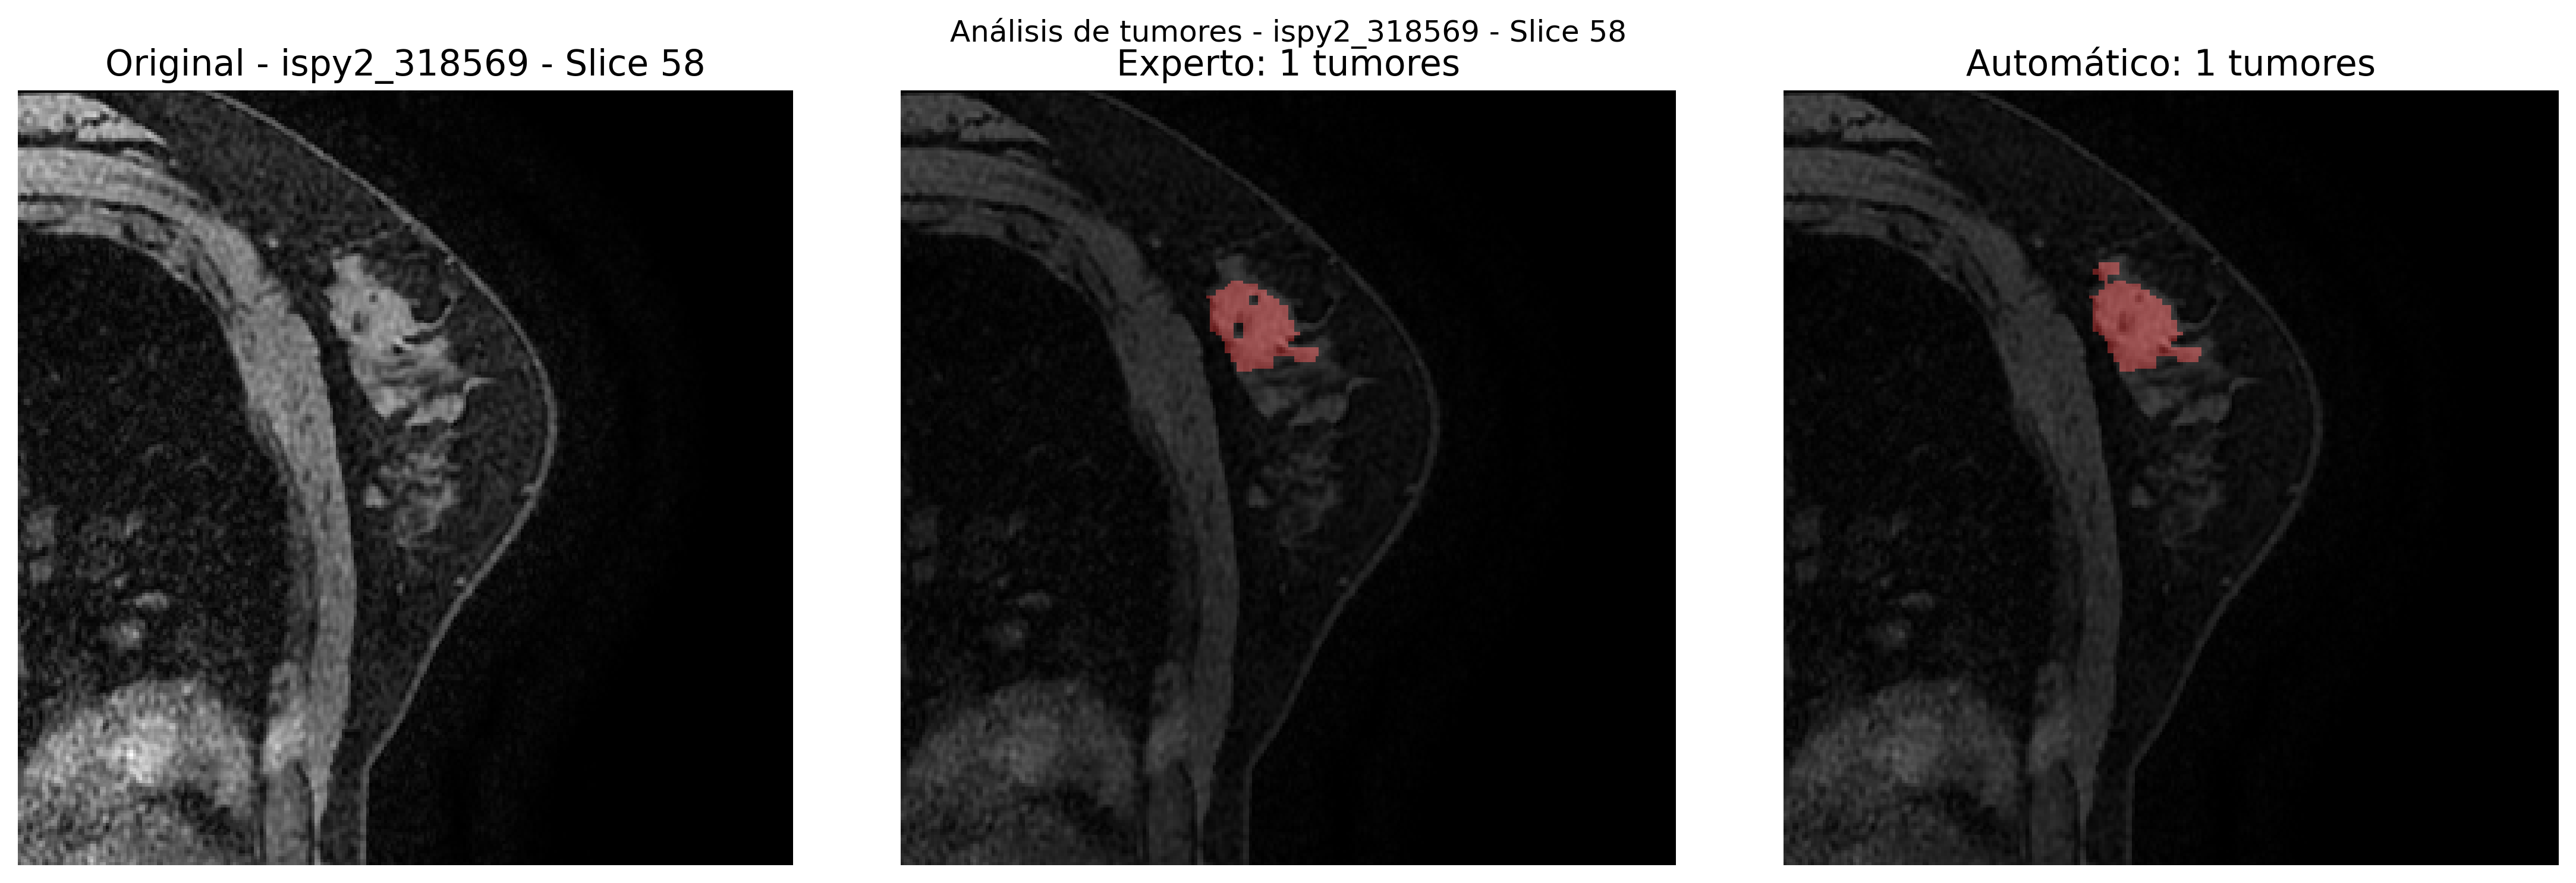 Análisis de tumores - ispy2_318569 - Slice 58
Original - ispy2_318569 - Slice 58
Experto: 1 tumores
Automático: 1 tumores